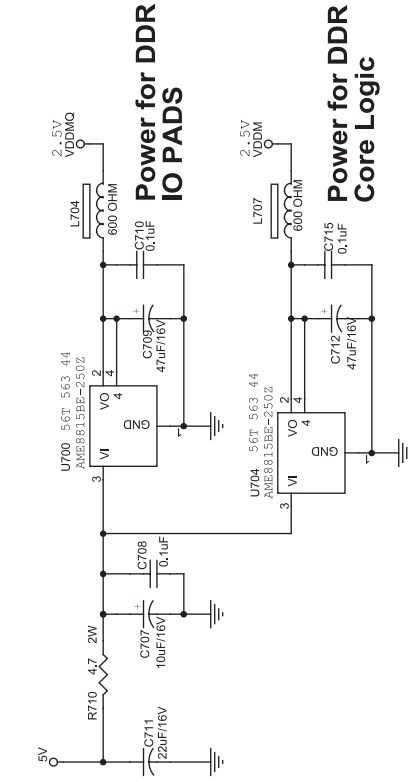 5V
C711
22uF/16V
R710
4.7
2W
C707
+
10uF/16V
C708
0.1uF
U700
56T 563 44
AME8815BE-250Z
3
VI
VO
2
4
4
GND
1
C709
+
47uF/16V
C710
0.1uF
L704
600 OHM
2.5V
VDDMQ
Power for DDR
IO PADS
U704
56T 563 44
AME8815BE-250Z
3
VI
VO
2
4
4
GND
1
C712
+
47uF/16V
C715
0.1uF
L707
600 OHM
2.5V
VDDM
Power for DDR
Core Logic